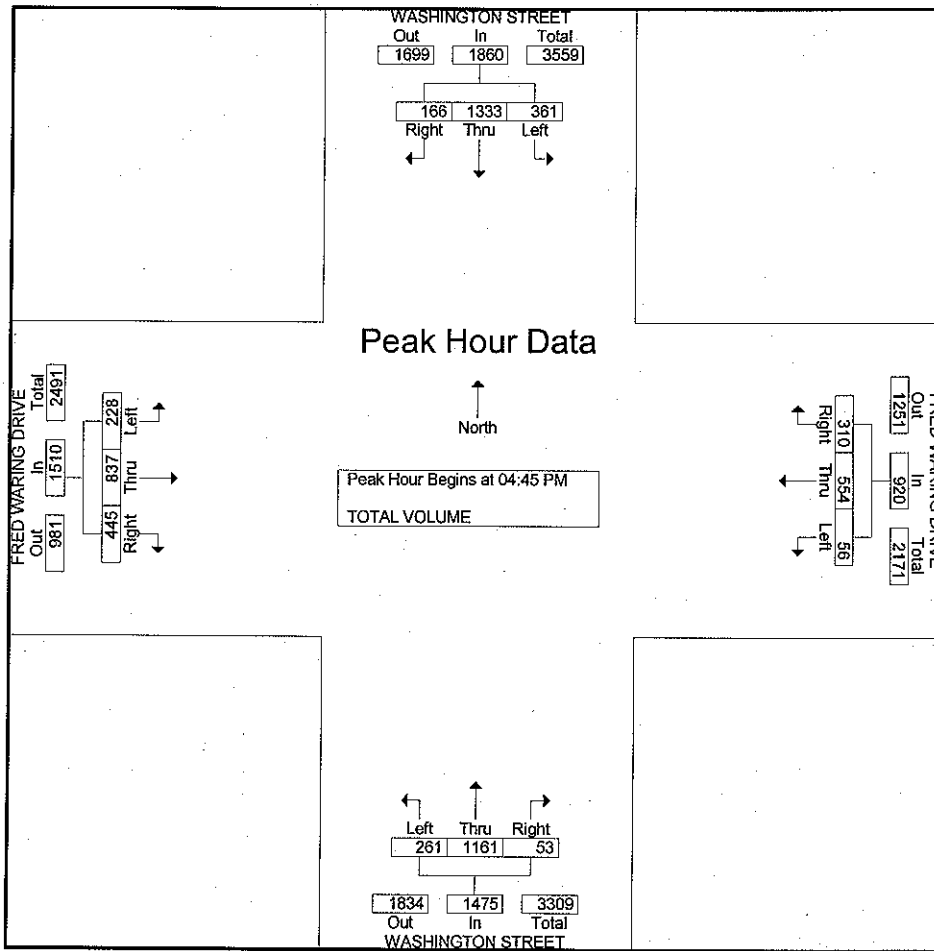 WASHINGTON STREET
Out In Total
1699 1860 3559
166 1333 361
Right Thru Left
Peak Hour Data
North
Peak Hour Begins at 04:45 PM
TOTAL VOLUME
FRED WARING DRIVE
Out In Total
981 1510 2491
445 837 228
Right Thru Left
FRED WARING DRIVE
Out In Total
1251 920 2171
310 554 56
Right Thru Left
Left Thru Right
261 1161 53
1834 1475 3309
Out In Total
WASHINGTON STREET